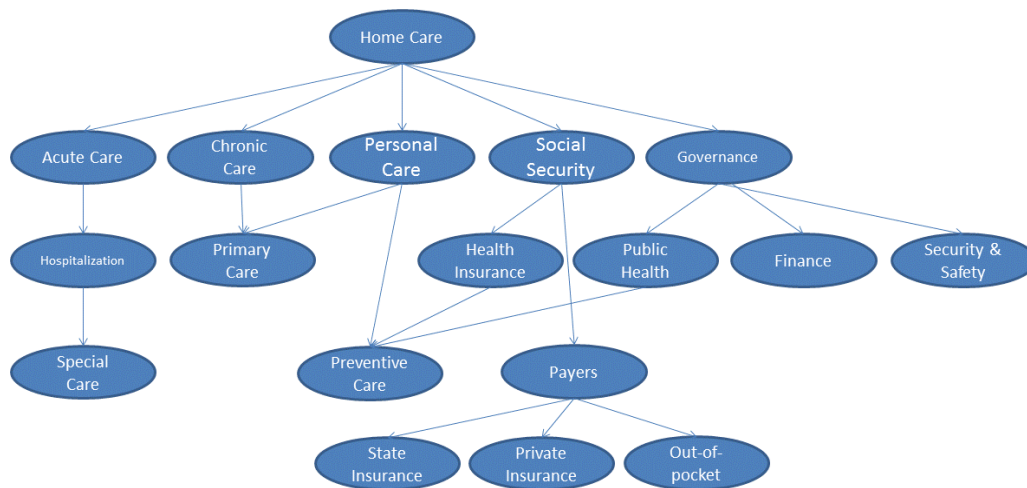 Home Care
Acute Care
Chronic
Care
Personal
Care
Social
Security
Governance
Hospitalization
Primary
Care
Health
Insurance
Public
Health
Finance
Security &
Safety
Special
Care
Preventive
Care
Payers
State
Insurance
Private
Insurance
Out-of-
pocket